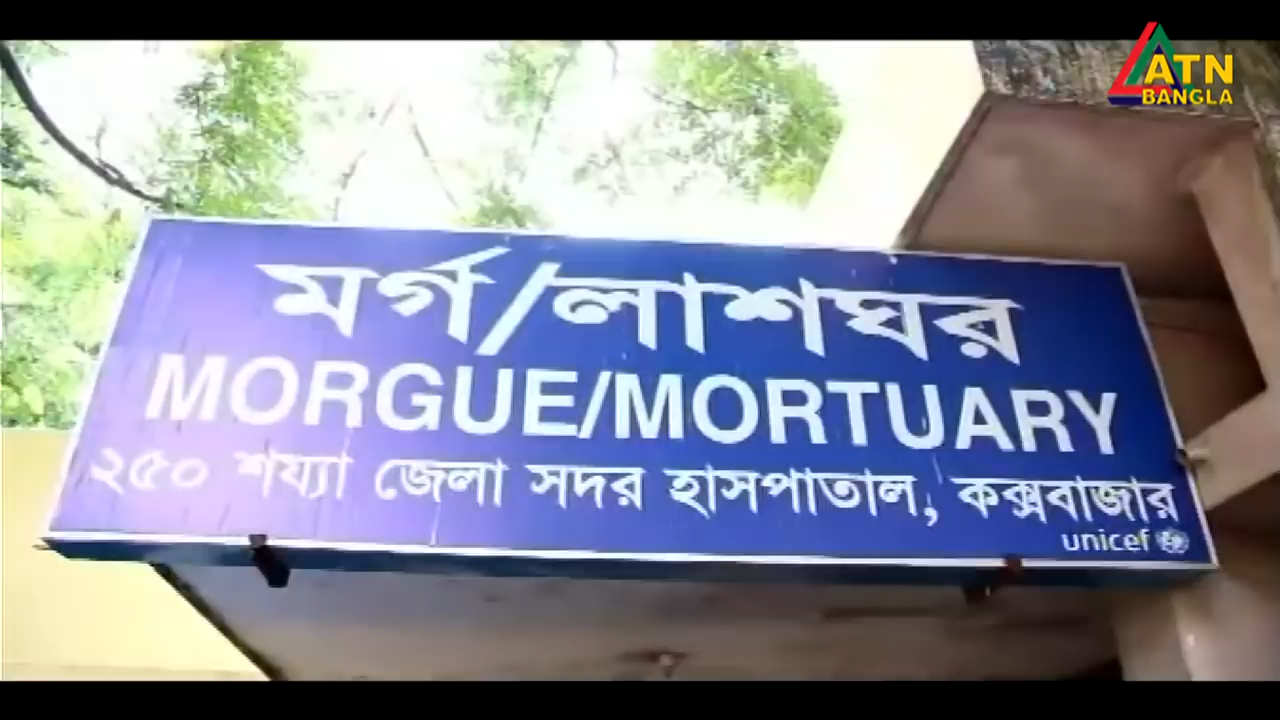 ATN
BANGLA
মর্গ/লাশঘর
MORGUE/MORTUARY
২৫০ শয্যা জেলা সদর হাসপাতাল, কক্সবাজার
unicef